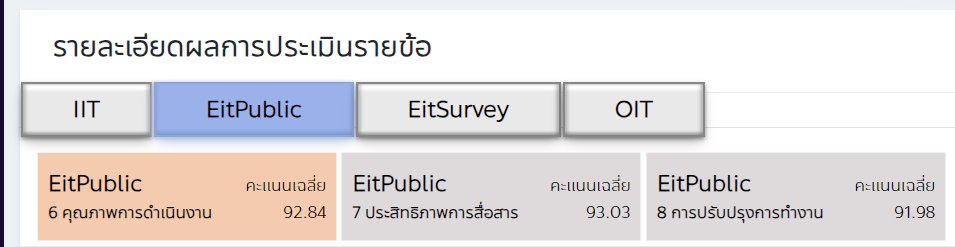 รายละเอียดผลการประเมินรายข้อ
IIT EitPublic EitSurvey OIT
EitPublic คะแนนเฉลี่ย EitPublic คะแนนเฉลี่ย EitPublic คะแนนเฉลี่ย
6 คุณภาพการดำเนินงาน 92.84 7 ประสิทธิภาพการสื่อสาร 93.03 8 การปรับปรุงการทำงาน 91.98